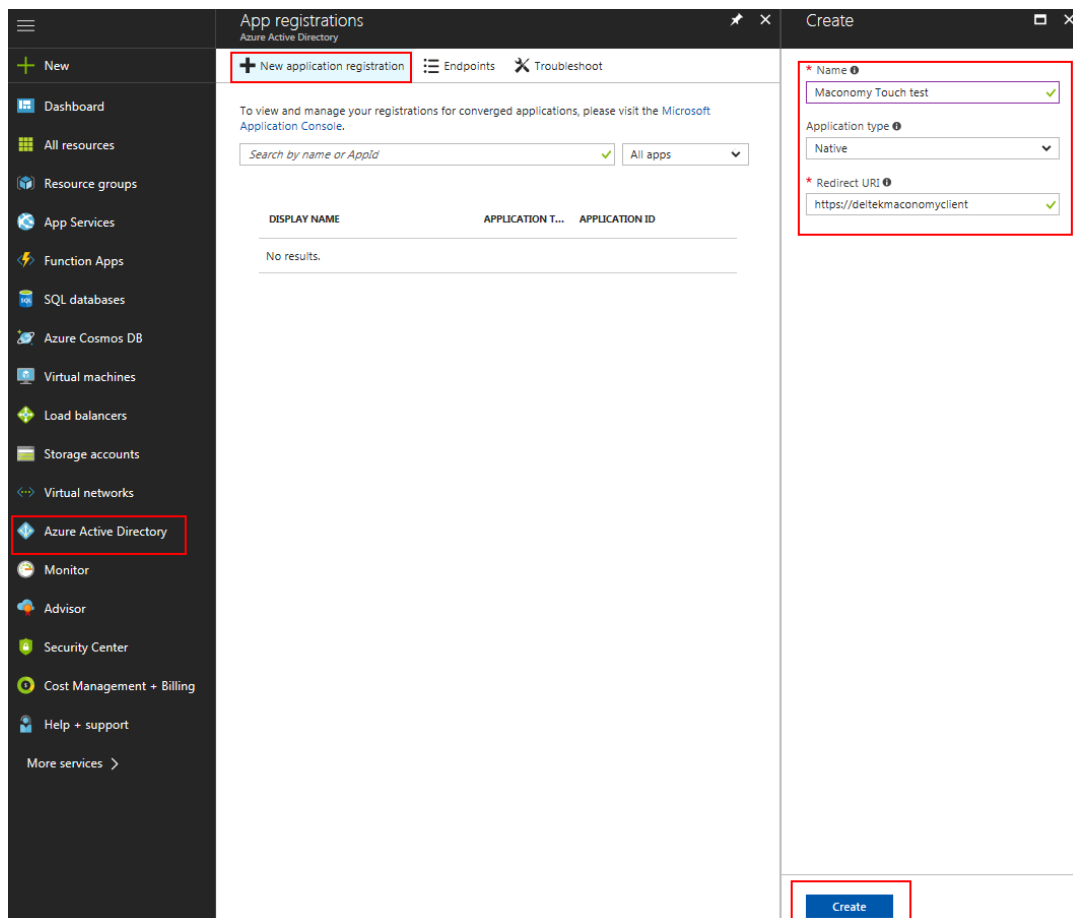 New
Dashboard
All resources
Resource groups
App Services
Function Apps
SQL databases
Azure Cosmos DB
Virtual machines
Load balancers
Storage accounts
Virtual networks
Azure Active Directory
Monitor
Advisor
Security Center
Cost Management + Billing
Help + support
More services
App registrations
Azure Active Directory
New application registration
Endpoints
Troubleshoot
To view and manage your registrations for converged applications, please visit the Microsoft
Application Console.
Search by name or AppId
All apps
DISPLAY NAME
APPLICATION T...
APPLICATION ID
No results.
Create
* Name
Maconomy Touch test
Application type
Native
* Redirect URI
https://deltekmaconomyclient
Create